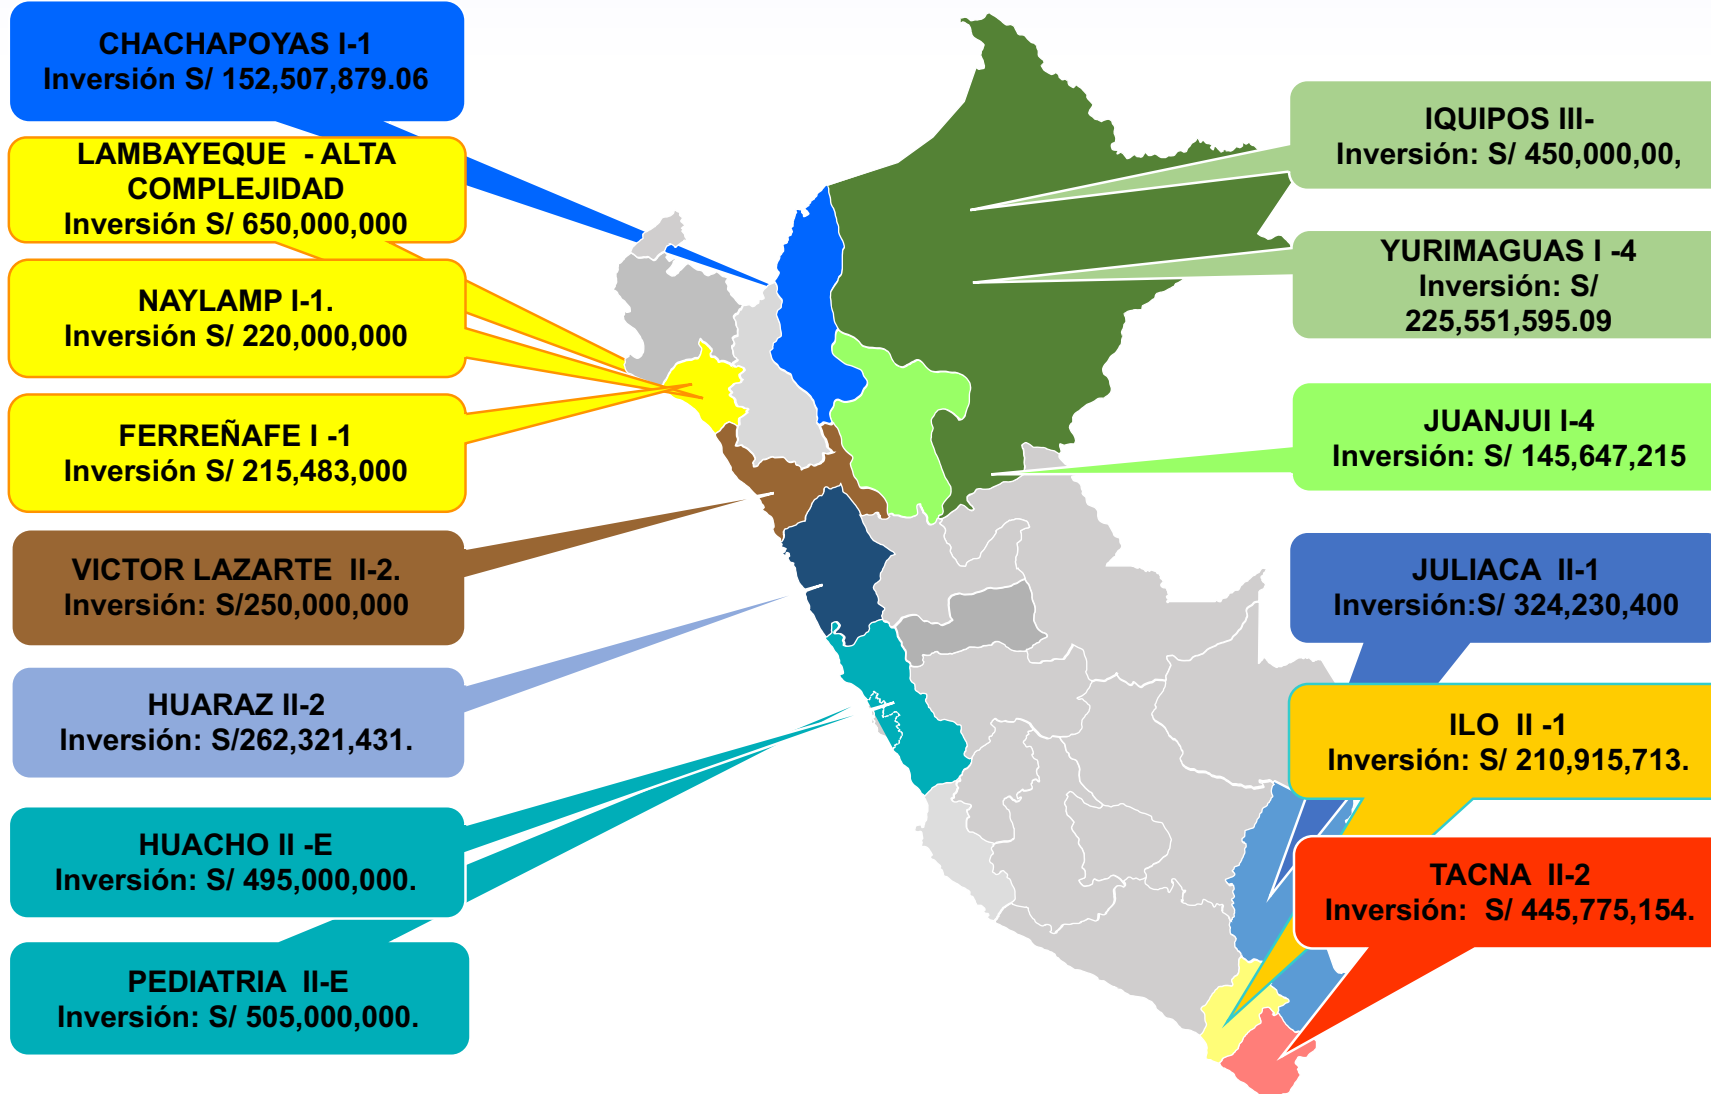 CHACHAPOYAS I-1
Inversión S/ 152,507,879.06
LAMBAYEQUE - ALTA
COMPLEJIDAD
Inversión S/ 650,000,000
NAYLAMP I-1.
Inversión S/ 220,000,000
FERREÑAFE I -1
Inversión S/ 215,483,000
VICTOR LAZARTE II-2.
Inversión: S/250,000,000
HUARAZ II-2
Inversión: S/262,321,431.
HUACHO II -E
Inversión: S/ 495,000,000.
PEDIATRIA II-E
Inversión: S/ 505,000,000.
IQUIPOS III-
Inversión: S/ 450,000,00,
YURIMAGUAS I -4
Inversión: S/
225,551,595.09
JUANJUI I-4
Inversión: S/ 145,647,215
JULIACA II-1
Inversión:S/ 324,230,400
ILO II -1
Inversión: S/ 210,915,713.
TACNA II-2
Inversión: S/ 445,775,154.